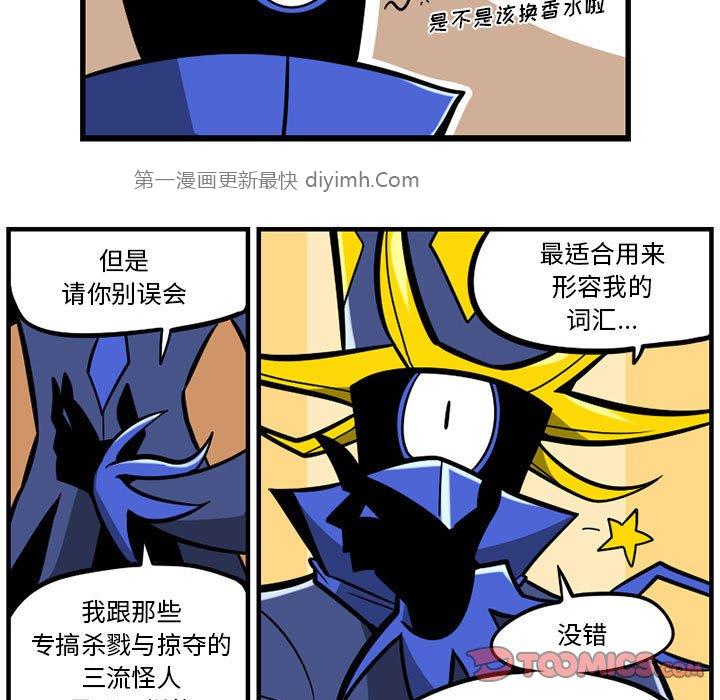 是不是该换香水啦
第一漫画更新最快 diyimh.Com
但是
请你别误会
我跟那些
专搞杀戮与掠夺的
三流怪人
最适合用来
形容我的
词汇...
没错
TOOMICS.COM